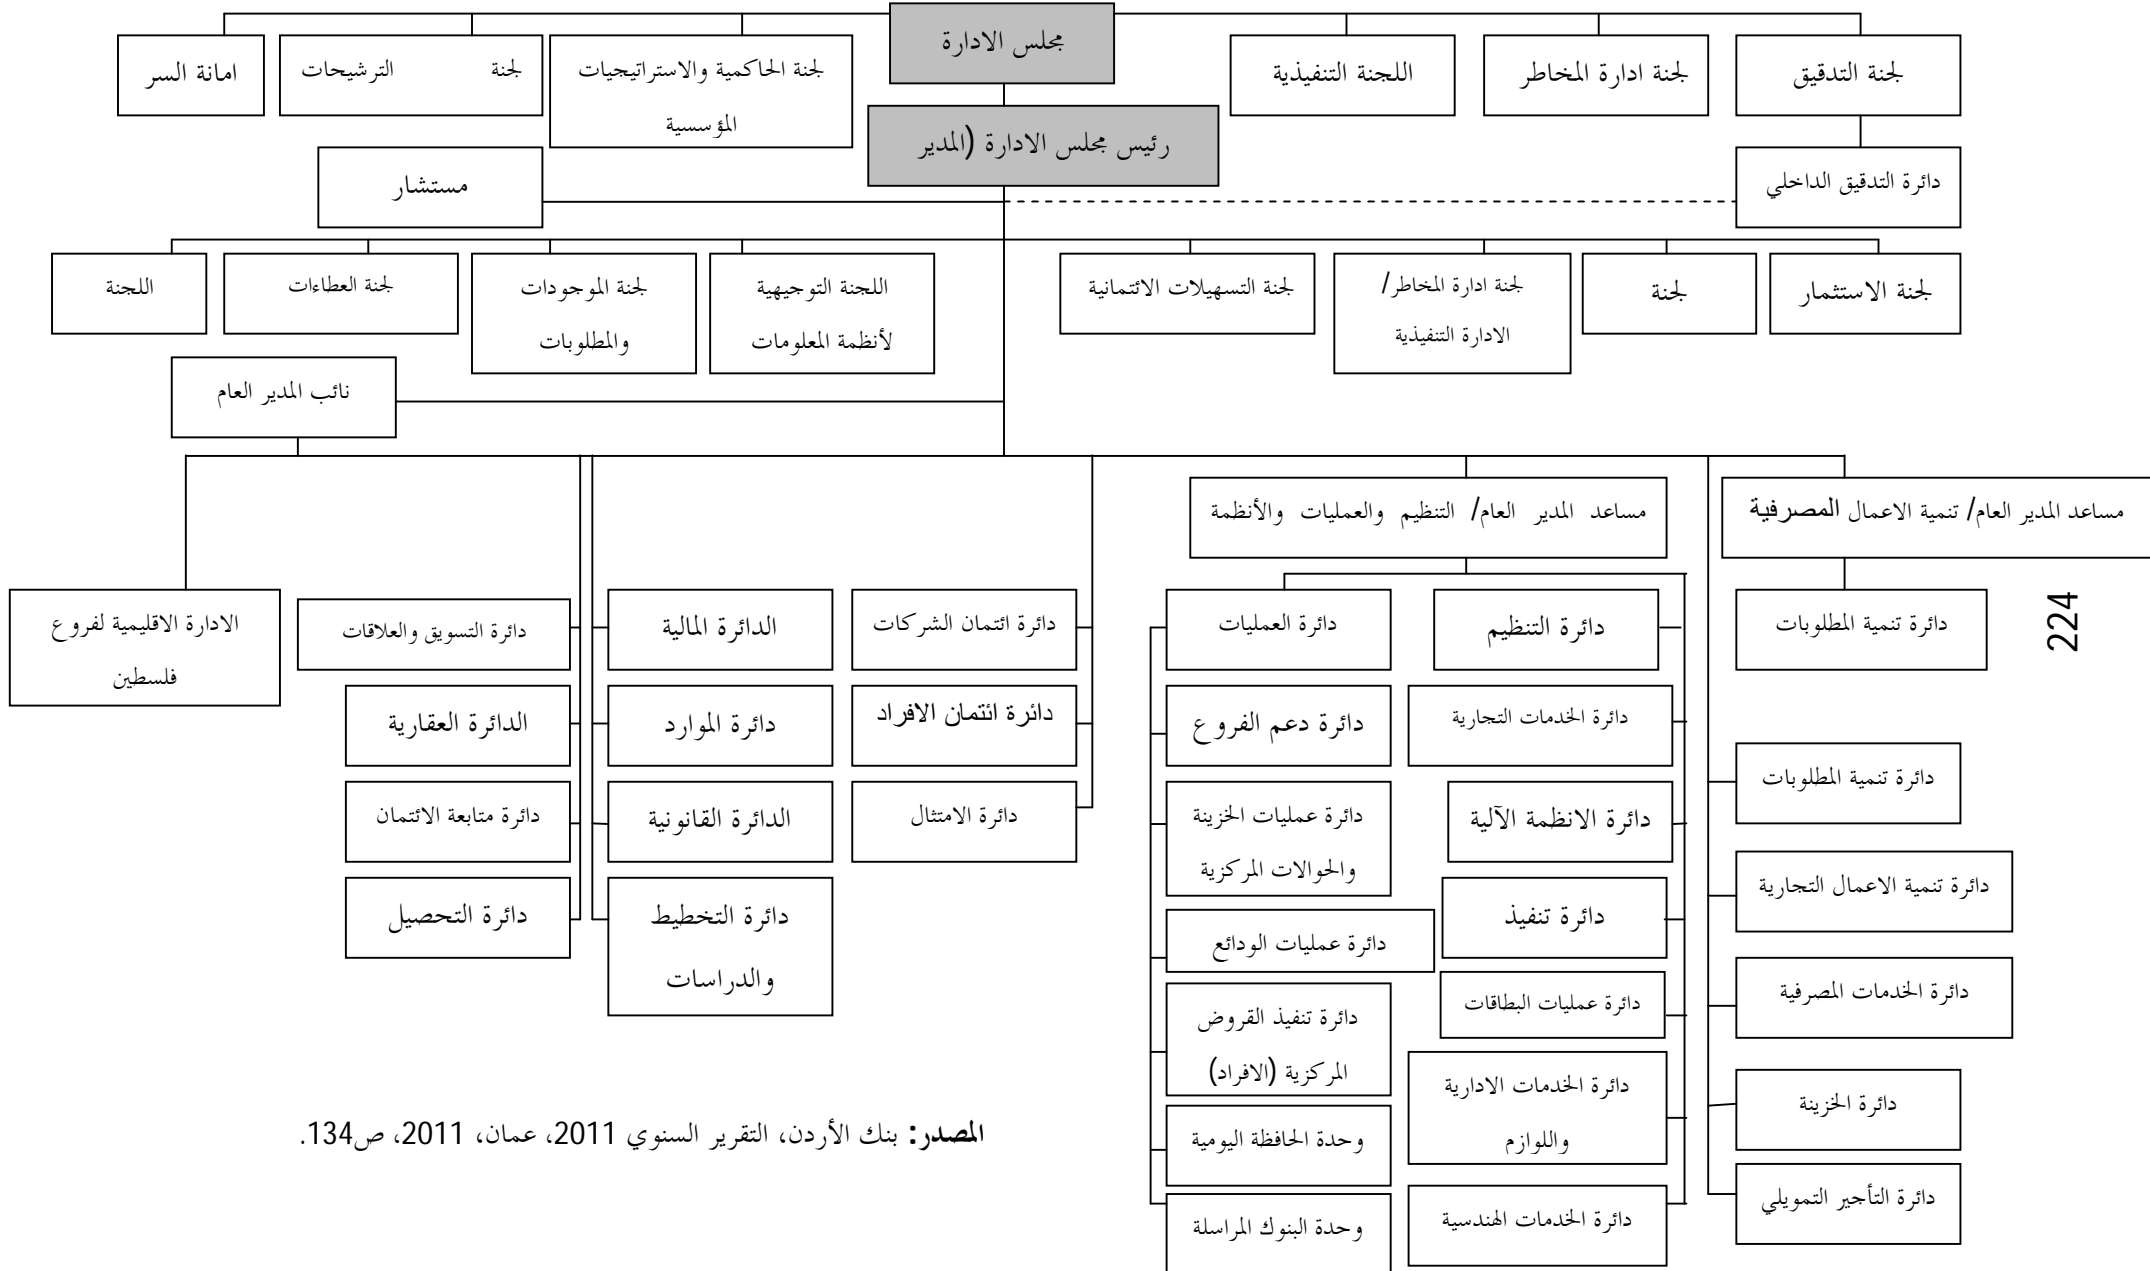 مجلس الادارة
لجنة التدقيق
لجنة ادارة المخاطر
اللجنة التنفيذية
لجنة الحاكمية والاستراتيجيات
المؤسسية
لجنة الترشيحات
امانة السر
رئيس مجلس الادارة (المدير
دائرة التدقيق الداخلي
مستشار
لجنة الاستثمار
لجنة
لجنة ادارة المخاطر/
الادارة التنفيذية
لجنة التسهيلات الائتمانية
اللجنة التوجيهية
لأنظمة المعلومات
لجنة الموجودات
والمطلوبات
لجنة العطاءات
اللجنة
نائب المدير العام
مساعد المدير العام/ تنمية الاعمال المصرفية
مساعد المدير العام/ التنظيم والعمليات والأنظمة
دائرة تنمية المطلوبات
دائرة تنمية المطلوبات
دائرة تنمية الاعمال التجارية
دائرة الخدمات المصرفية
دائرة الخزينة
دائرة التأجير التمويلي
دائرة التنظيم
دائرة الخدمات التجارية
دائرة الانظمة الآلية
دائرة تنفيذ
دائرة عمليات البطاقات
دائرة الخدمات الادارية
واللوازم
دائرة الخدمات الهندسية
دائرة العمليات
دائرة دعم الفروع
دائرة عمليات الخزينة
والحوالات المركزية
دائرة عمليات الودائع
دائرة تنفيذ القروض
المركزية (الافراد)
وحدة الحافظة اليومية
وحدة البنوك المراسلة
دائرة ائتمان الشركات
دائرة ائتمان الافراد
دائرة الامتثال
الدائرة المالية
دائرة الموارد
الدائرة القانونية
دائرة التخطيط
والدراسات
دائرة التسويق والعلاقات
الدائرة العقارية
دائرة متابعة الائتمان
دائرة التحصيل
الادارة الاقليمية لفروع
فلسطين
المصدر: بنك الأردن، التقرير السنوي 2011، عمان، 2011، ص134.
224